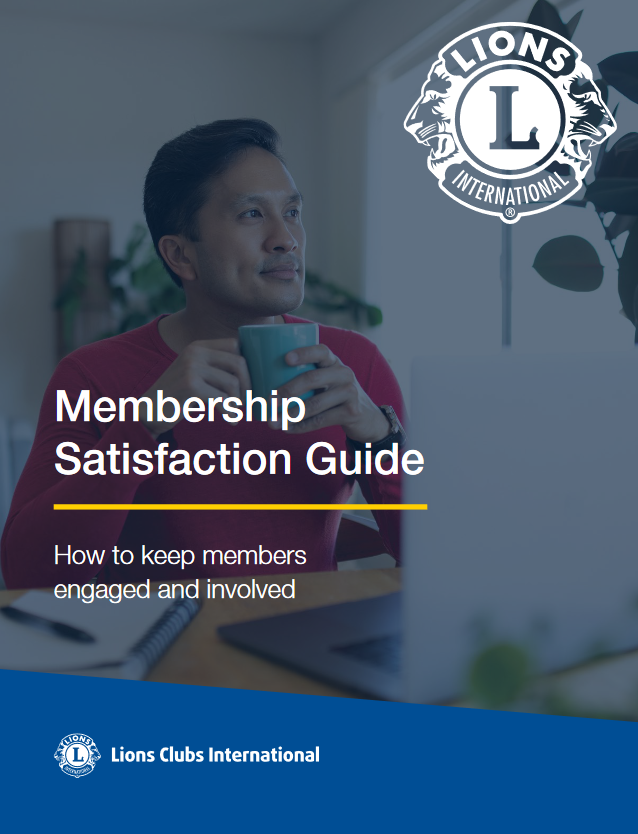 LIONS
L
INTERNATIONAL
®
Membership
Satisfaction Guide
How to keep members
engaged and involved
LIONS
L
INTERNATIONAL
Lions Clubs International